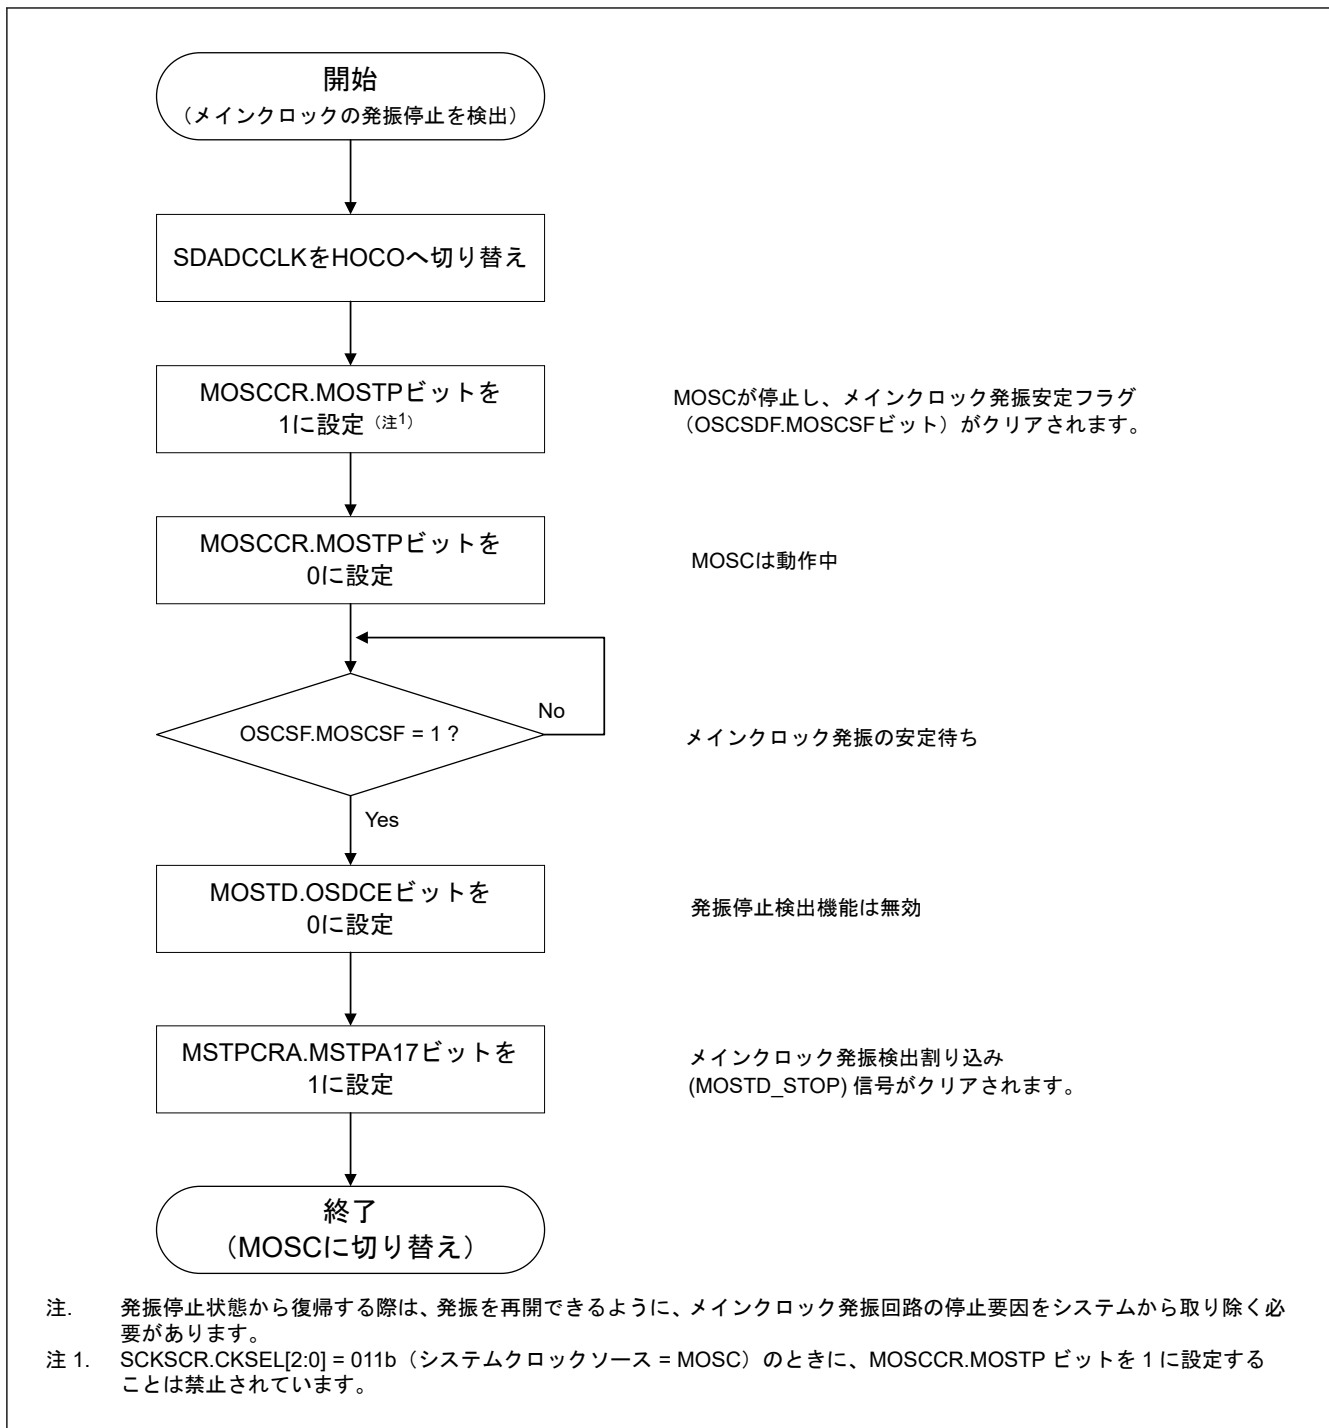 開始
（メインクロックの発振停止を検出）
SDADCCLKをHOCOへ切り替え
MOSCCR.MOSTPビットを
1に設定（注1）
MOSCが停止し、メインクロック発振安定フラグ
（OSCSDF.MOSCSFビット）がクリアされます。
MOSCCR.MOSTPビットを
0に設定
MOSCは動作中
OSCSF.MOSCSF = 1 ?
No
メインクロック発振の安定待ち
Yes
MOSTD.OSDCEビットを
0に設定
発振停止検出機能は無効
MSTPCRA.MSTPA17ビットを
1に設定
メインクロック発振検出割り込み
(MOSTD_STOP) 信号がクリアされます。
終了
（MOSCに切り替え）
注. 発振停止状態から復帰する際は、発振を再開できるように、メインクロック発振回路の停止要因をシステムから取り除く必
要があります。
注 1. SCKSCR.CKSEL[2:0] = 011b（システムクロックソース = MOSC）のときに、MOSCCR.MOSTP ビットを 1 に設定する
ことは禁止されています。